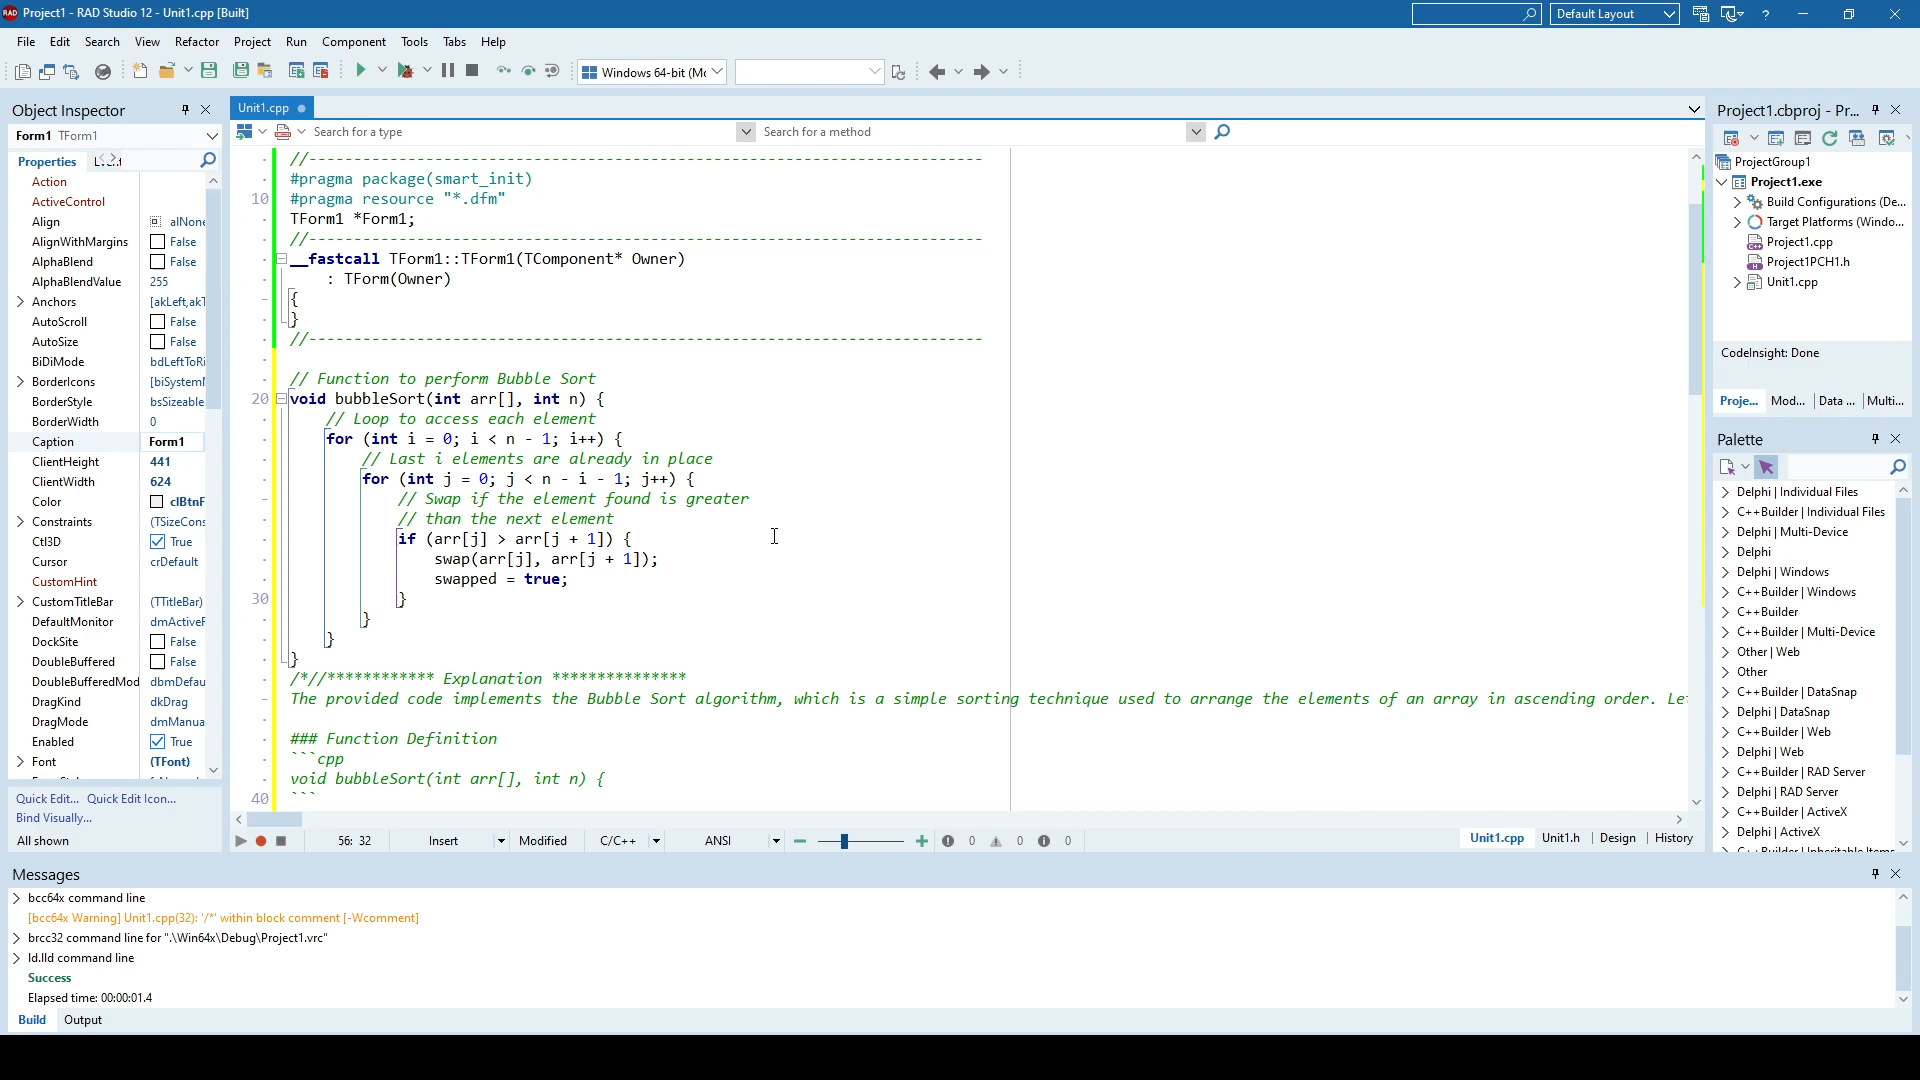 Project1 - RAD Studio 12 - Unit1.cpp [Built]
Default Layout
?
File Edit Search View Refactor Project Run Component Tools Tabs Help
Windows 64-bit (Mc
Object Inspector
Form1 TForm1
Properties
Action
ActiveControl
Align alNone
AlignWithMargins False
AlphaBlend False
AlphaBlendValue 255
Anchors [akLeft,akT
AutoScroll False
AutoSize False
BiDiMode bdLeftToRi
BorderIcons [biSystemM
BorderStyle bsSizeable
BorderWidth 0
Caption Form1
ClientHeight 441
ClientWidth 624
Color clBtnF
Constraints (TSizeCons
Ctl3D True
Cursor crDefault
CustomHint
CustomTitleBar (TTitleBar)
DefaultMonitor dmActiveF
DockSite False
DoubleBuffered False
DoubleBufferedMod dbmDefau
DragKind dkDrag
DragMode dmManua
Enabled True
Font (TFont)
Quick Edit... Quick Edit Icon...
Bind Visually...
All shown
Unit1.cpp
Search for a type Search for a method
//---------------------------------------------------------------------------
#pragma package(smart_init)
10 #pragma resource "*.dfm"
TForm1 *Form1;
//---------------------------------------------------------------------------
__fastcall TForm1::TForm1(TComponent* Owner)
: TForm(Owner)
{
}
//---------------------------------------------------------------------------
// Function to perform Bubble Sort
20 void bubbleSort(int arr[], int n) {
// Loop to access each element
for (int i = 0; i < n - 1; i++) {
// Last i elements are already in place
for (int j = 0; j < n - i - 1; j++) {
// Swap if the element found is greater
// than the next element
if (arr[j] > arr[j + 1]) {
swap(arr[j], arr[j + 1]);
swapped = true;
30 }
}
}
}
/*//************ Explanation ***************
The provided code implements the Bubble Sort algorithm, which is a simple sorting technique used to arrange the elements of an array in ascending order. Le
### Function Definition
```cpp
void bubbleSort(int arr[], int n) {
40 ```
56: 32 Insert Modified C/C++ ANSI 0 0 0
Unit1.cpp Unit1.h Design History
Project1.cbproj - Pr...
ProjectGroup1
Project1.exe
Build Configurations (De...
Target Platforms (Windo...
Project1.cpp
Project1PCH1.h
Unit1.cpp
CodeInsight: Done
Proje... Mod... Data ... Multi...
Palette
Delphi | Individual Files
C++Builder | Individual Files
Delphi | Multi-Device
Delphi
Delphi | Windows
C++Builder | Windows
C++Builder
C++Builder | Multi-Device
Other | Web
Other
C++Builder | DataSnap
Delphi | DataSnap
C++Builder | Web
Delphi | Web
C++Builder | RAD Server
Delphi | RAD Server
C++Builder | ActiveX
Delphi | ActiveX
Messages
bcc64x command line
[bcc64x Warning] Unit1.cpp(32): '/*' within block comment [-Wcomment]
brcc32 command line for ".\Win64x\Debug\Project1.vrc"
ld.lld command line
Success
Elapsed time: 00:00:01.4
Build Output